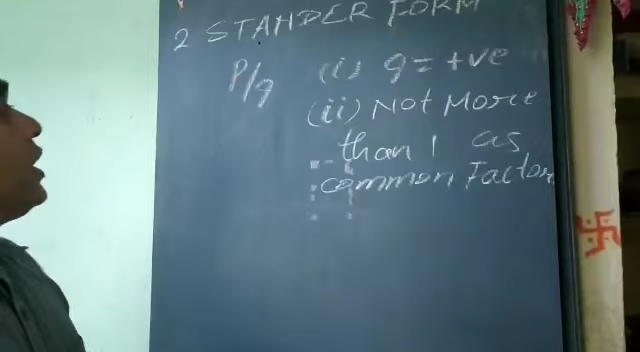 2 STANDER FORM
P/q (i) q = +ve
(ii) Not More
than 1 as
common Factor